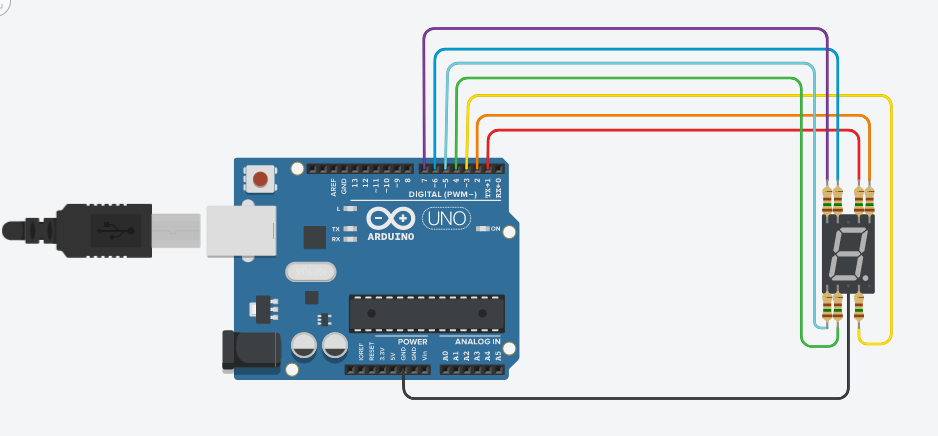 AREF
GND
13
12
~11
~10
~9
8
7
~6
~5
4
~3
2
TX→1
RX←0
DIGITAL (PWM~)
L
TX
RX
UNO
ARDUINO
ON
POWER
ANALOG IN
IOREF
RESET
3.3V
5V
GND
GND
Vin
A0
A1
A2
A3
A4
A5